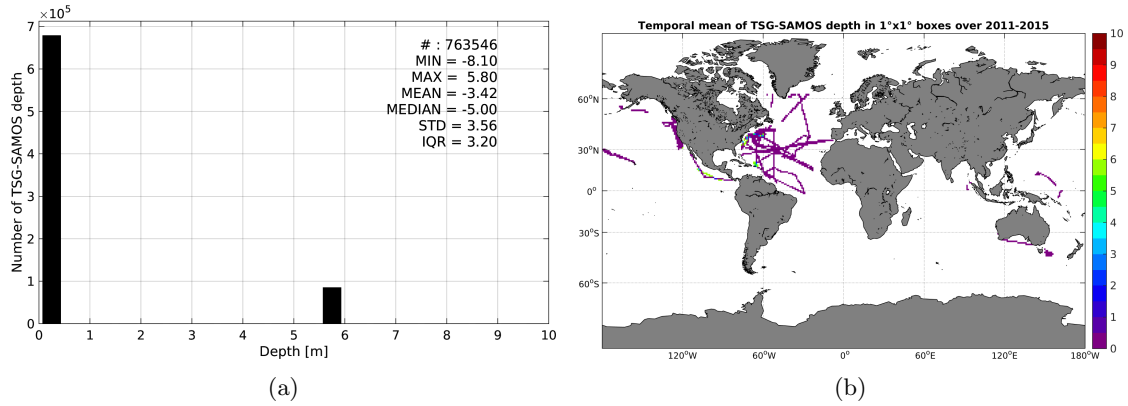 ×10⁵
7
6
5
4
3
2
1
0
Number of TSG-SAMOS depth
# : 763546
MIN = -8.10
MAX = 5.80
MEAN = -3.42
MEDIAN = -5.00
STD = 3.56
IQR = 3.20
0 1 2 3 4 5 6 7 8 9 10
Depth [m]
(a)
Temporal mean of TSG-SAMOS depth in 1°x1° boxes over 2011-2015
60°N
30°N
0°
30°S
60°S
120°W 60°W 0° 60°E 120°E 180°W
10
9
8
7
6
5
4
3
2
1
0
(b)